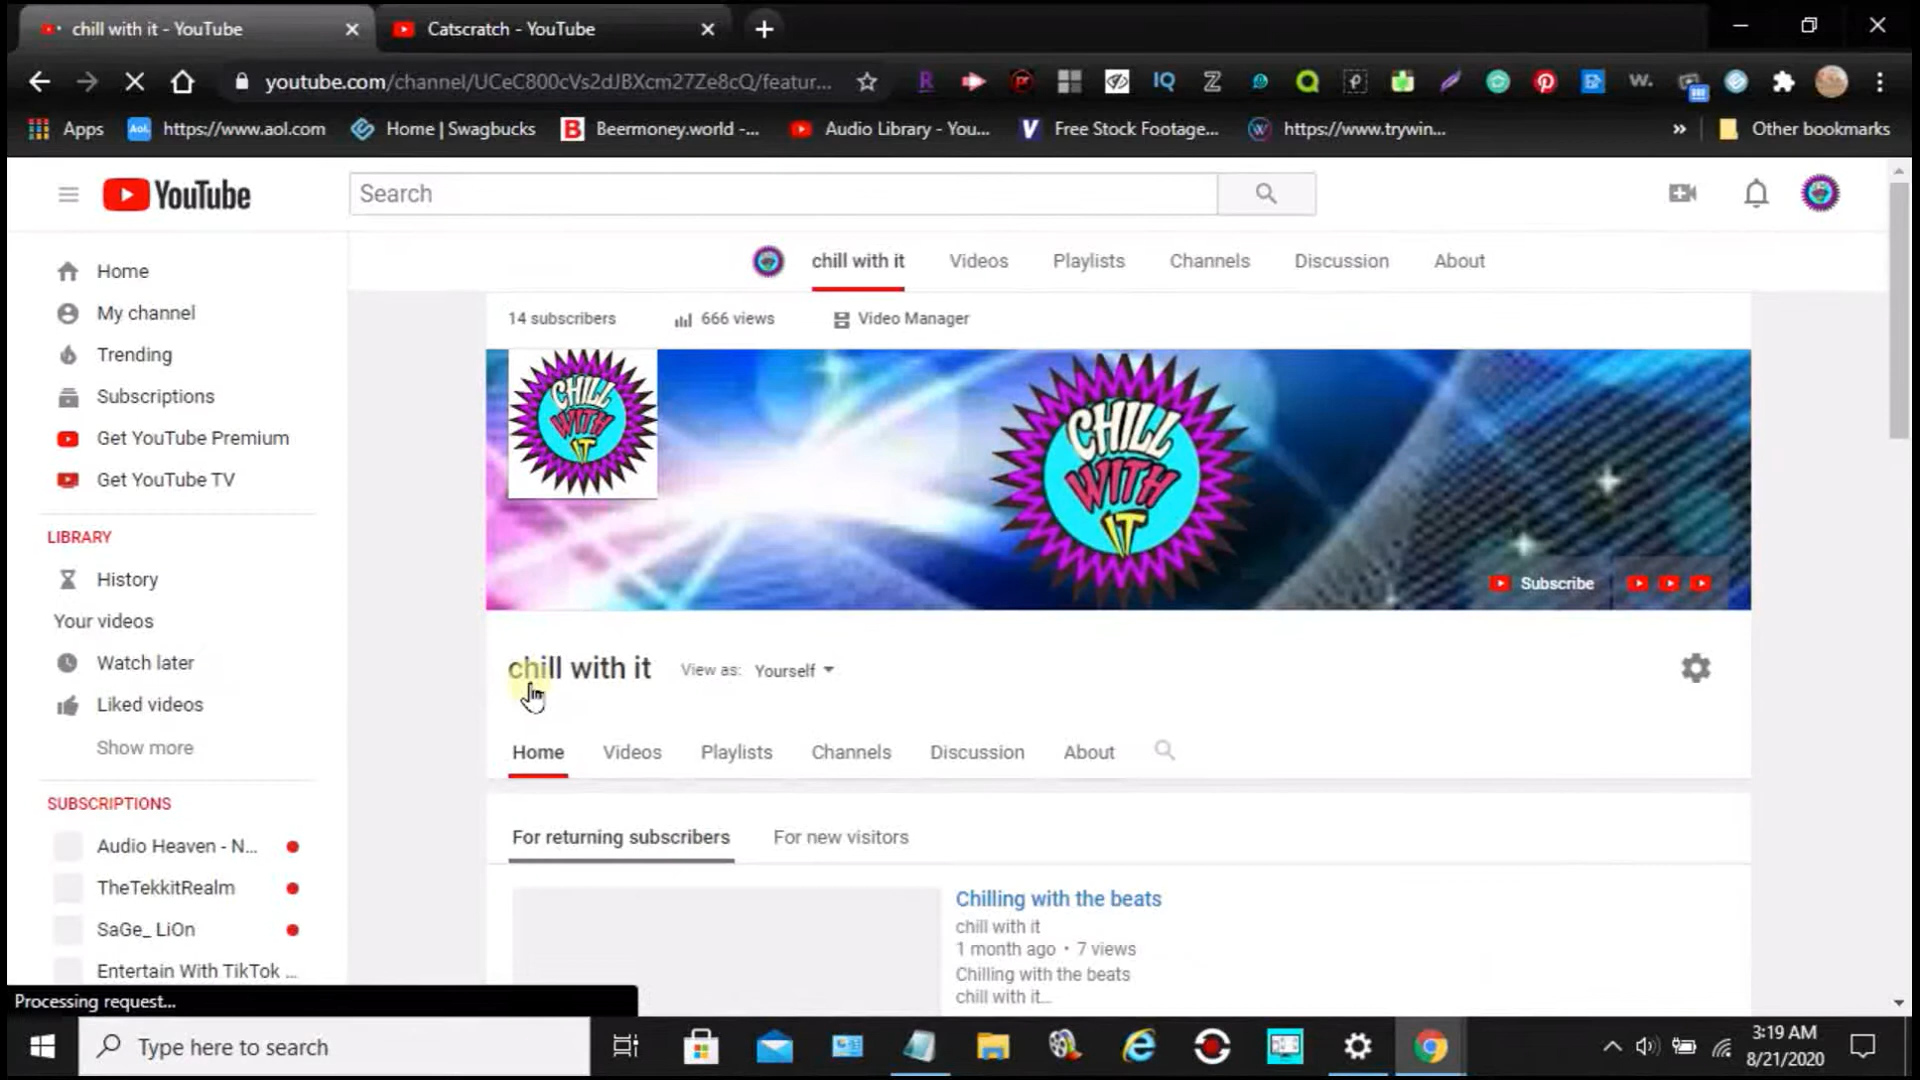 chill with it - YouTube
Catscratch - YouTube
youtube.com/channel/UCeC800cVs2dJBXcm27Ze8cQ/featur...
Apps
Aol.
https://www.aol.com
Home | Swagbucks
B
Beermoney.world -...
Audio Library - You...
V
Free Stock Footage...
https://www.trywin...
»
Other bookmarks
YouTube
Search
chill with it
Videos
Playlists
Channels
Discussion
About
Home
My channel
Trending
Subscriptions
Get YouTube Premium
Get YouTube TV
LIBRARY
History
Your videos
Watch later
Liked videos
Show more
SUBSCRIPTIONS
Audio Heaven - N...
TheTekkitRealm
SaGe_ LiOn
Entertain With TikTok ...
14 subscribers
666 views
Video Manager
CHILL
WITH
IT
CHILL
WITH
IT
Subscribe
chill with it
View as: Yourself
Home
Videos
Playlists
Channels
Discussion
About
For returning subscribers
For new visitors
Chilling with the beats
chill with it
1 month ago • 7 views
Chilling with the beats
chill with it...
Processing request...
Type here to search
3:19 AM
8/21/2020